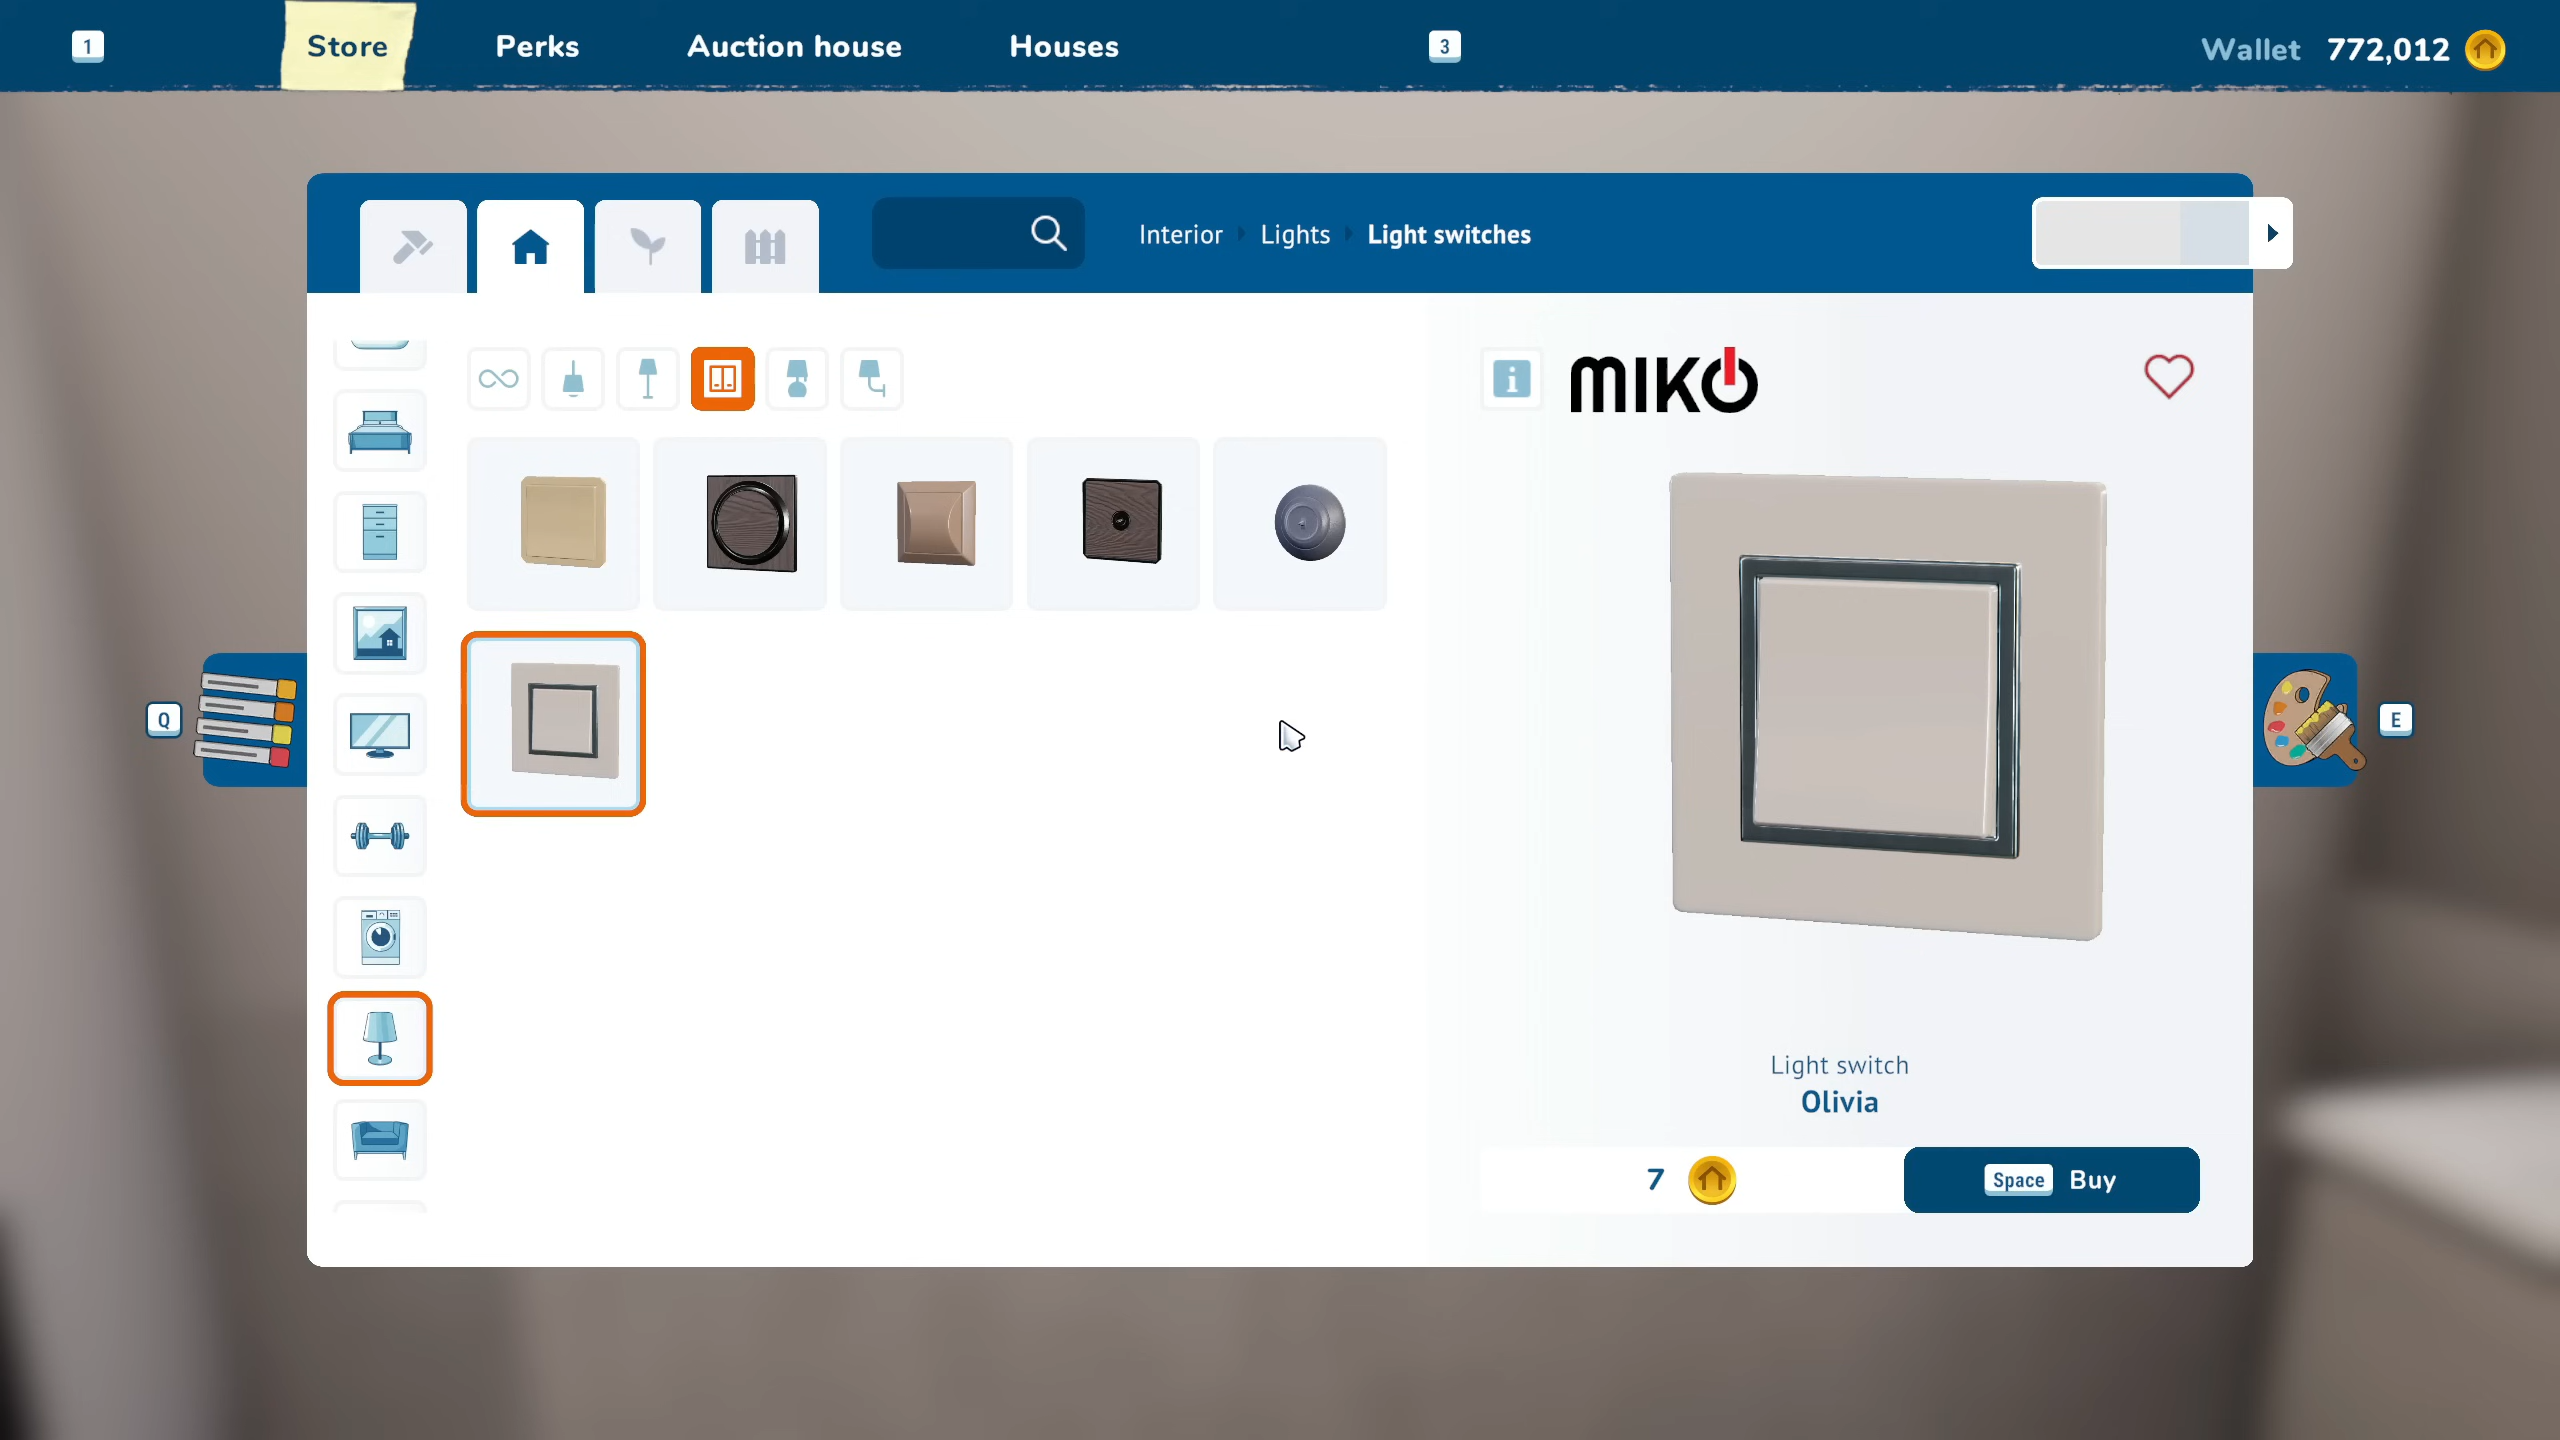 1
Store
Perks
Auction house
Houses
3
Wallet 772,012
Interior Lights Light switches
MIKO
Q
E
Light switch
Olivia
7
Space Buy